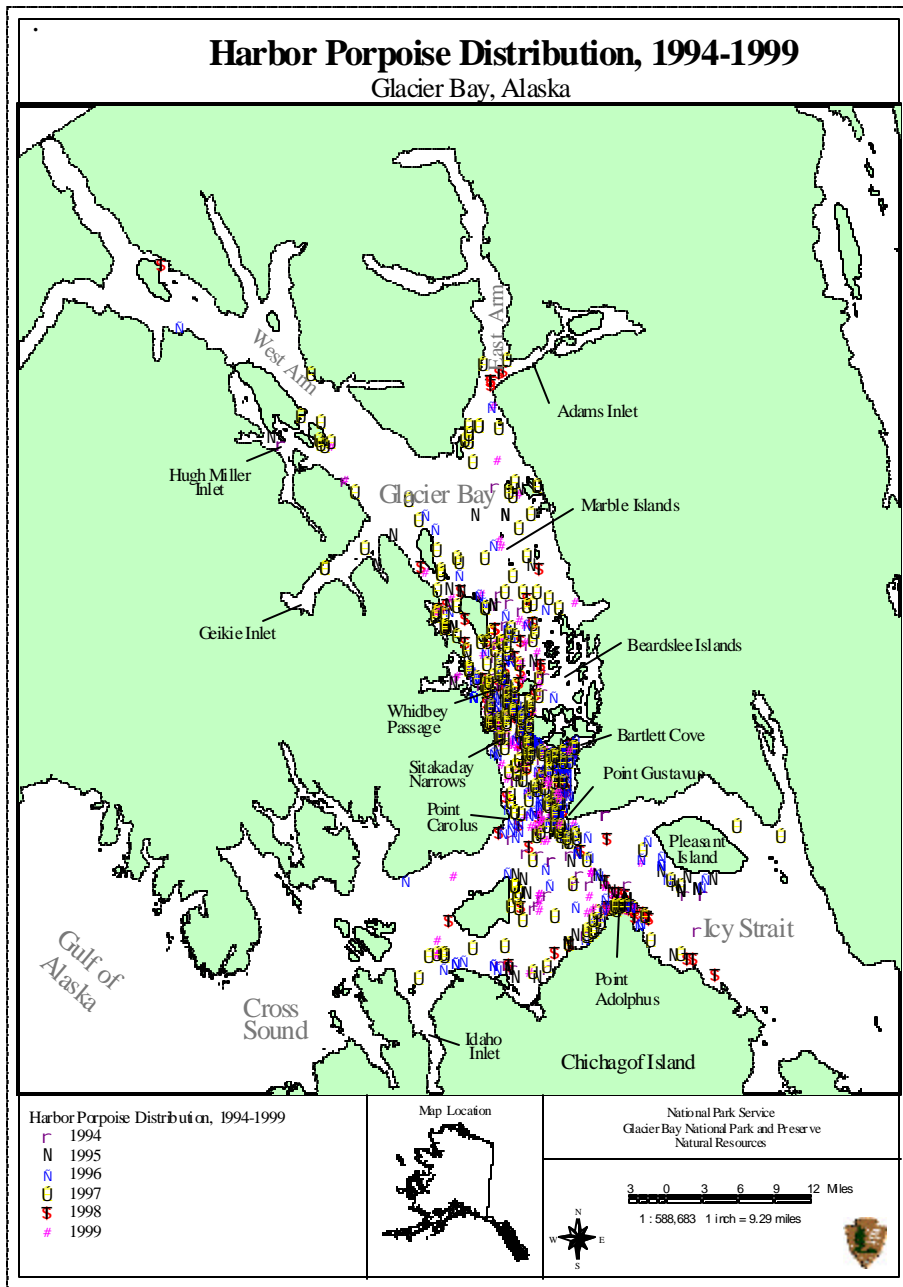 Harbor Porpoise Distribution, 1994-1999
Glacier Bay, Alaska
West Arm
East Arm
Adams Inlet
Hugh Miller
Inlet
Glacier Bay
Marble Islands
Geikie Inlet
Beardslee Islands
Whidbey
Passage
Bartlett Cove
Sitakaday
Narrows
Point Gustavus
Point
Carolus
Pleasant
Island
Icy Strait
Gulf of
Alaska
Point
Adolphus
Cross
Sound
Idaho
Inlet
Chichagof Island
Harbor Porpoise Distribution, 1994-1999
r 1994
N 1995
Ñ 1996
Ú 1997
1998
# 1999
Map Location
National Park Service
Glacier Bay National Park and Preserve
Natural Resources
3 0 3 6 9 12 Miles
1 : 588,683 1 inch = 9.29 miles
N
W E
S